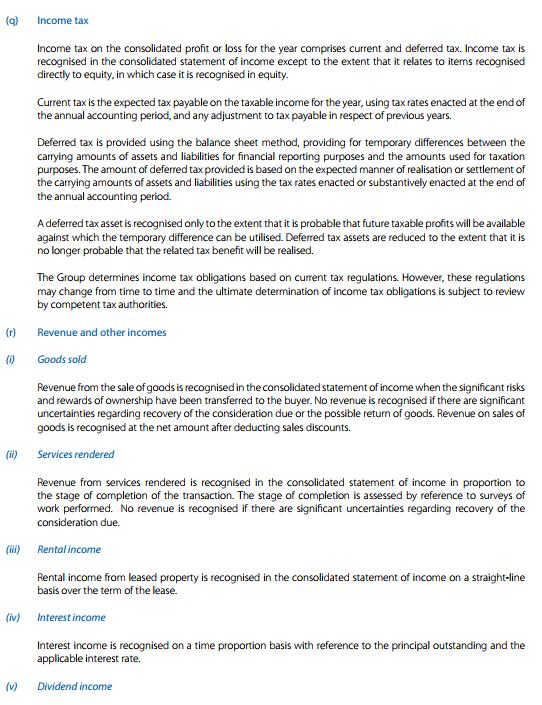 (q) Income tax
Income tax on the consolidated profit or loss for the year comprises current and deferred tax. Income tax is
recognised in the consolidated statement of income except to the extent that it relates to items recognised
directly to equity, in which case it is recognised in equity.
Current tax is the expected tax payable on the taxable income for the year, using tax rates enacted at the end of
the annual accounting period, and any adjustment to tax payable in respect of previous years.
Deferred tax is provided using the balance sheet method, providing for temporary differences between the
carrying amounts of assets and liabilities for financial reporting purposes and the amounts used for taxation
purposes. The amount of deferred tax provided is based on the expected manner of realisation or settlement of
the carrying amounts of assets and liabilities using the tax rates enacted or substantively enacted at the end of
the annual accounting period.
A deferred tax asset is recognised only to the extent that it is probable that future taxable profits will be available
against which the temporary difference can be utilised. Deferred tax assets are reduced to the extent that it is
no longer probable that the related tax benefit will be realised.
The Group determines income tax obligations based on current tax regulations. However, these regulations
may change from time to time and the ultimate determination of income tax obligations is subject to review
by competent tax authorities.
(r) Revenue and other incomes
(i) Goods sold
Revenue from the sale of goods is recognised in the consolidated statement of income when the significant risks
and rewards of ownership have been transferred to the buyer. No revenue is recognised if there are significant
uncertainties regarding recovery of the consideration due or the possible return of goods. Revenue on sales of
goods is recognised at the net amount after deducting sales discounts.
(ii) Services rendered
Revenue from services rendered is recognised in the consolidated statement of income in proportion to
the stage of completion of the transaction. The stage of completion is assessed by reference to surveys of
work performed. No revenue is recognised if there are significant uncertainties regarding recovery of the
consideration due.
(iii) Rental income
Rental income from leased property is recognised in the consolidated statement of income on a straight-line
basis over the term of the lease.
(iv) Interest income
Interest income is recognised on a time proportion basis with reference to the principal outstanding and the
applicable interest rate.
(v) Dividend income